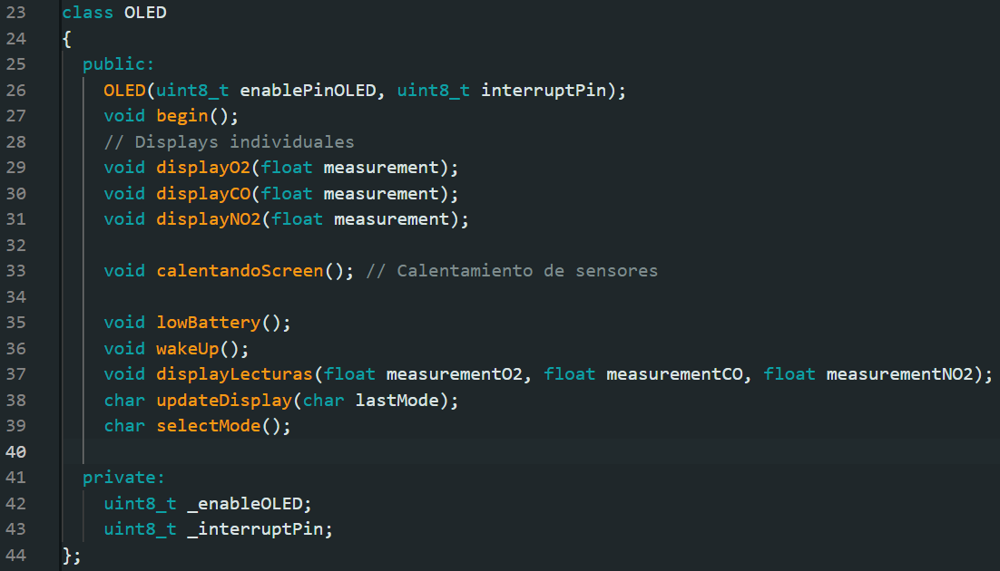 23 class OLED
24 {
25 public:
26 OLED(uint8_t enablePinOLED, uint8_t interruptPin);
27 void begin();
28 // Displays individuales
29 void displayO2(float measurement);
30 void displayCO(float measurement);
31 void displayNO2(float measurement);
32
33 void calentandoScreen(); // Calentamiento de sensores
34
35 void lowBattery();
36 void wakeUp();
37 void displayLecturas(float measurementO2, float measurementCO, float measurementNO2);
38 char updateDisplay(char lastMode);
39 char selectMode();
40
41 private:
42 uint8_t _enableOLED;
43 uint8_t _interruptPin;
44 };